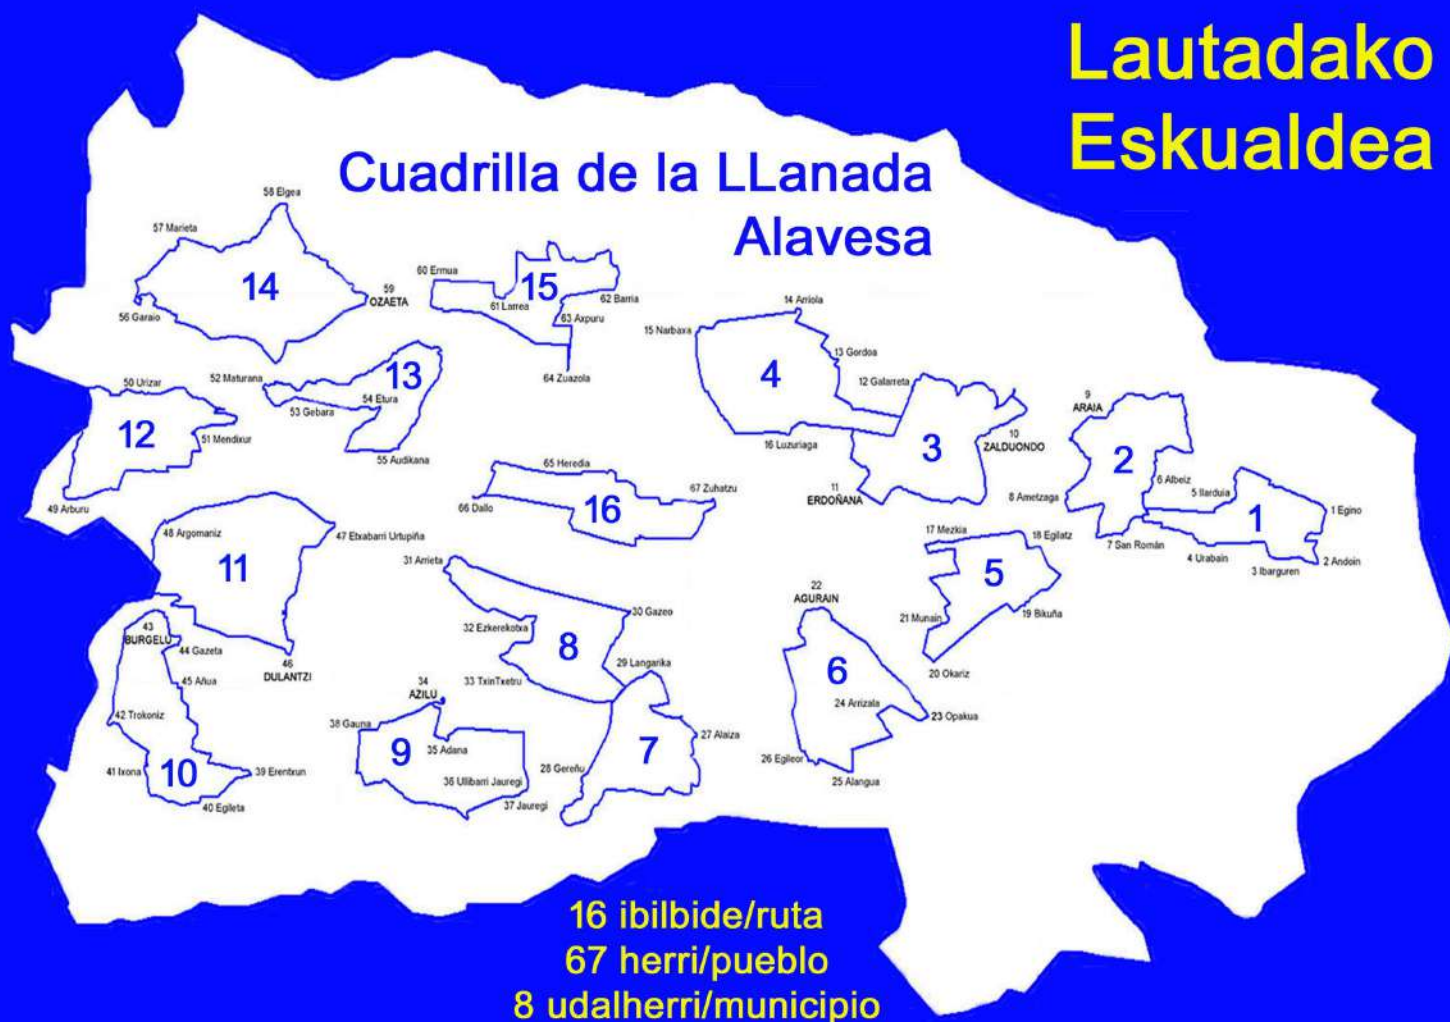 Lautadako
Eskualdea
Cuadrilla de la LLanada
Alavesa
58 Elgea
57 Marieta
14
59
OZAETA
56 Garaio
60 Ermua
15
61 Larrea
62 Barria
63 Axpuru
64 Zuazola
14 Arriola
15 Narbaxa
13 Gordoa
4
12 Galarreta
16 Luzuriaga
3
10
ZALDUONDO
11
ERDOÑANA
9
ARAIA
2
6 Albeiz
5 Ilarduia
8 Ametzaga
7 San Román
1
1 Egino
4 Urabain
3 Ibarguren
2 Andoin
50 Urizar
12
51 Mendixur
49 Arburu
52 Maturana
13
53 Gebara
54 Etura
55 Audikana
65 Heredia
66 Dallo
16
67 Zuhatzu
48 Argomaniz
47 Etxabarri Urtupiña
11
17 Mezkia
18 Egilatz
5
19 Bikuña
21 Munain
20 Okariz
31 Arrieta
30 Gazeo
32 Ezkerekotxa
8
29 Langarika
33 TxinTxetru
22
AGURAIN
6
24 Arrizala
23 Opakua
26 Egileor
25 Alangua
43
BURGELU
44 Gazeta
46
DULANTZI
45 Añua
42 Trokoniz
41 Ixona
10
39 Erentxun
40 Egileta
34
AZILU
38 Gauna
9
35 Adana
36 Ullibarri Jauregi
37 Jauregi
27 Alaiza
7
28 Gereñu
16 ibilbide/ruta
67 herri/pueblo
8 udalherri/municipio